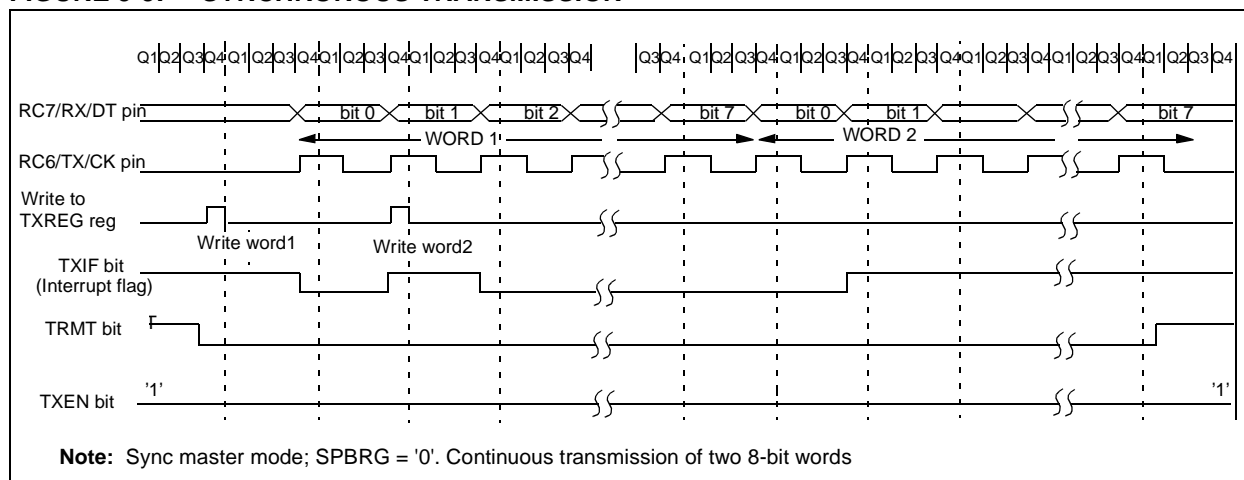 FIGURE SYNCHRONOUS TRANSMISSION
Q1 Q2 Q3 Q4 Q1 Q2 Q3 Q4 Q1 Q2 Q3 Q4 Q1 Q2 Q3 Q4 Q1 Q2 Q3 Q4 Q3 Q4 Q1 Q2 Q3 Q4 Q1 Q2 Q3 Q4 Q1 Q2 Q3 Q4 Q1 Q2 Q3 Q4 Q1 Q2 Q3 Q4 Q1 Q2 Q3 Q4
RC7/RX/DT pin bit 0 bit 1 bit 2 bit 7 bit 0 bit 1 bit 7
WORD 1 WORD 2
RC6/TX/CK pin
Write to
TXREG reg
Write word1 Write word2
TXIF bit
(Interrupt flag)
TRMT bit
'1' '1'
TXEN bit
Note: Sync master mode; SPBRG = '0'. Continuous transmission of two 8-bit words